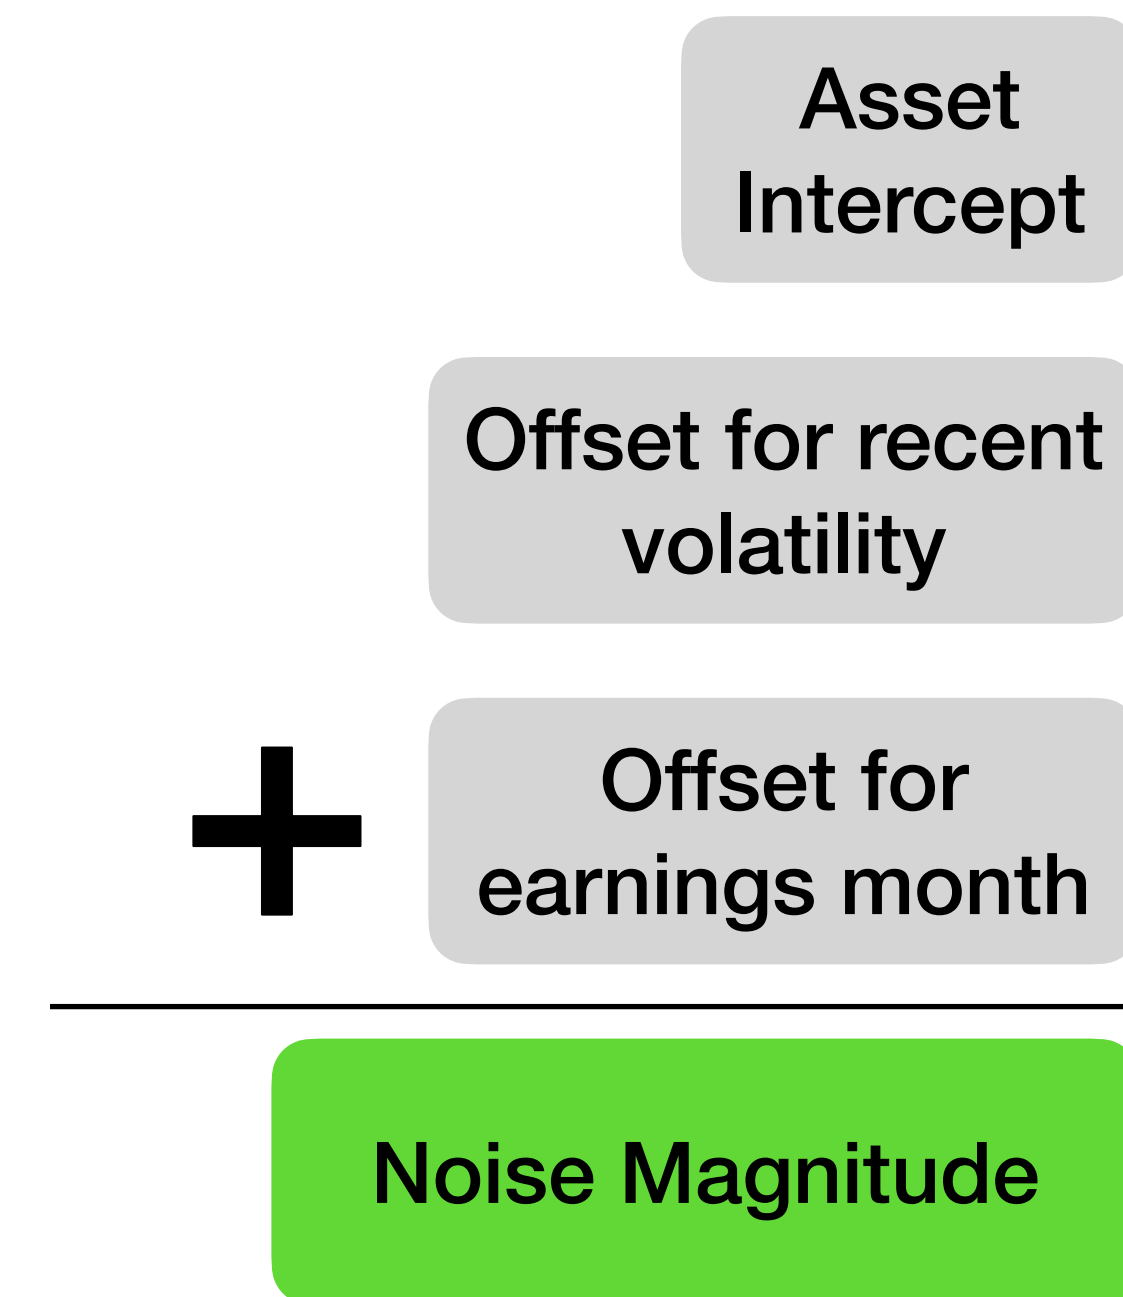 Asset
Intercept
Offset for recent
volatility
+
Offset for
earnings month
Noise Magnitude